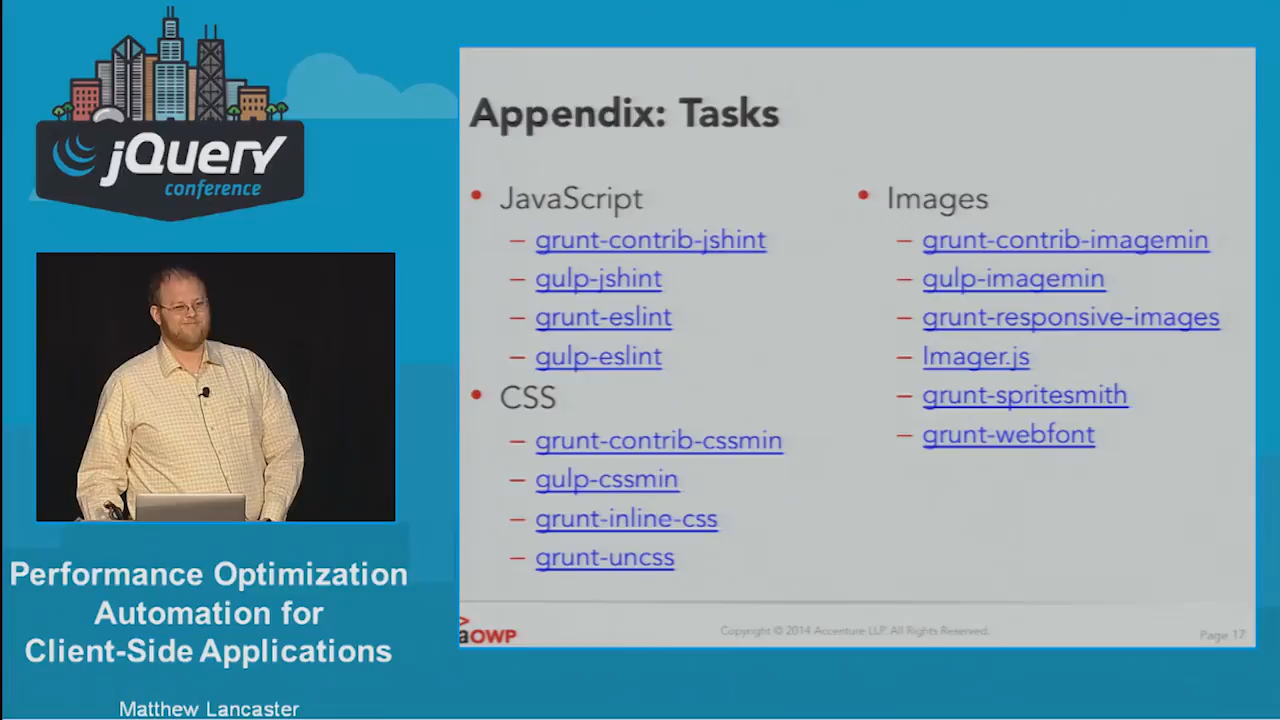 jQuery
conference
Performance Optimization
Automation for
Client-Side Applications
Matthew Lancaster
Appendix: Tasks
• JavaScript
– grunt-contrib-jshint
– gulp-jshint
– grunt-eslint
– gulp-eslint
• CSS
– grunt-contrib-cssmin
– gulp-cssmin
– grunt-inline-css
– grunt-uncss
• Images
– grunt-contrib-imagemin
– gulp-imagemin
– grunt-responsive-images
– Imager.js
– grunt-spritesmith
– grunt-webfont
>
aOWP
Copyright © 2014 Accenture LLP. All Rights Reserved.
Page 17